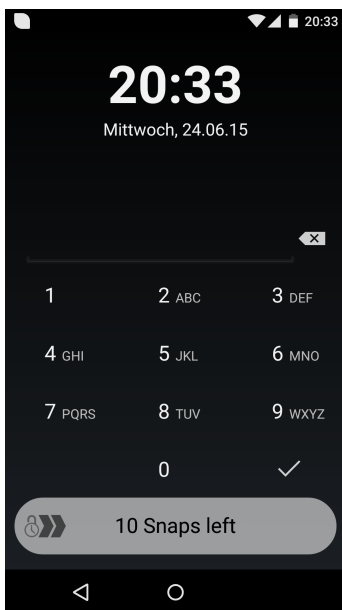 20:33
20:33
Mittwoch, 24.06.15
1 2 ABC 3 DEF
4 GHI 5 JKL 6 MNO
7 PQRS 8 TUV 9 WXYZ
0
10 Snaps left